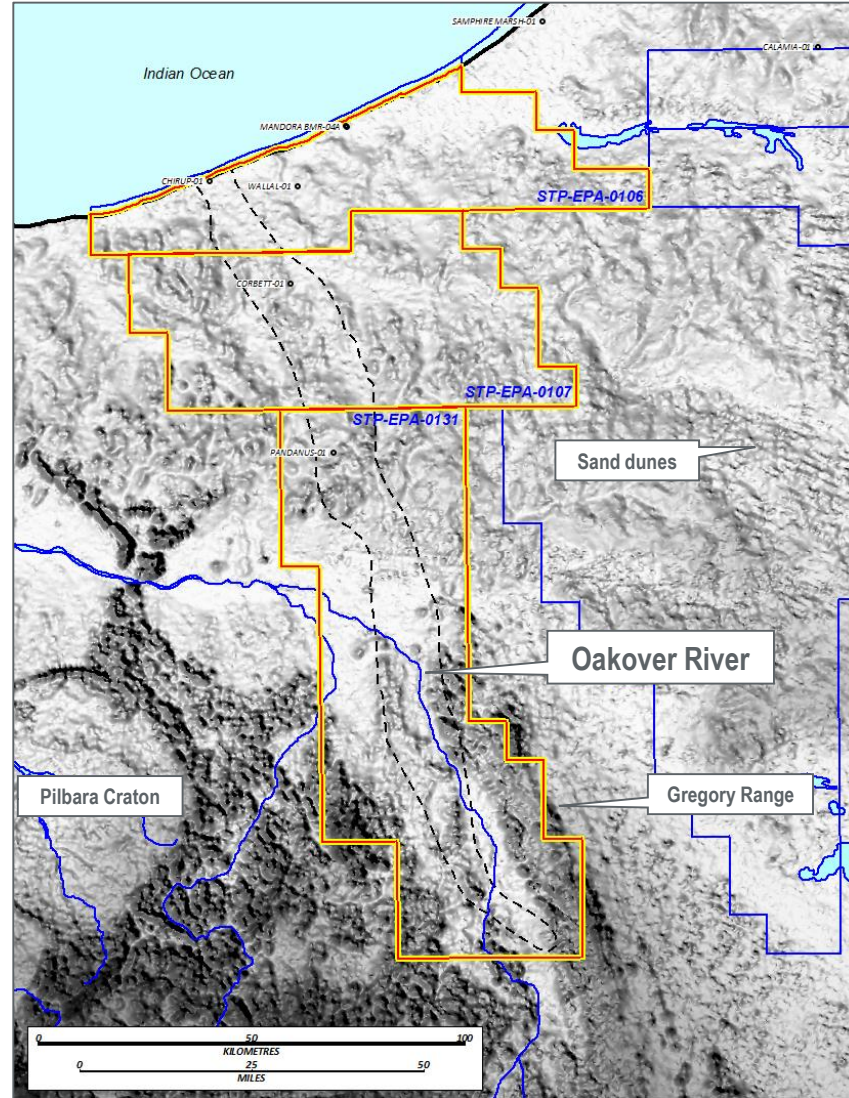 SAMPHIRE MARSH-01
CALAMIA-01
Indian Ocean
MANDORA BMR-04A
CHIRUP-01
WALLAL-01
STP-EPA-0106
CORBETT-01
STP-EPA-0107
STP-EPA-0131
PANDANUS-01
Sand dunes
Oakover River
Pilbara Craton
Gregory Range
0 50 100
KILOMETRES
0 25 50
MILES